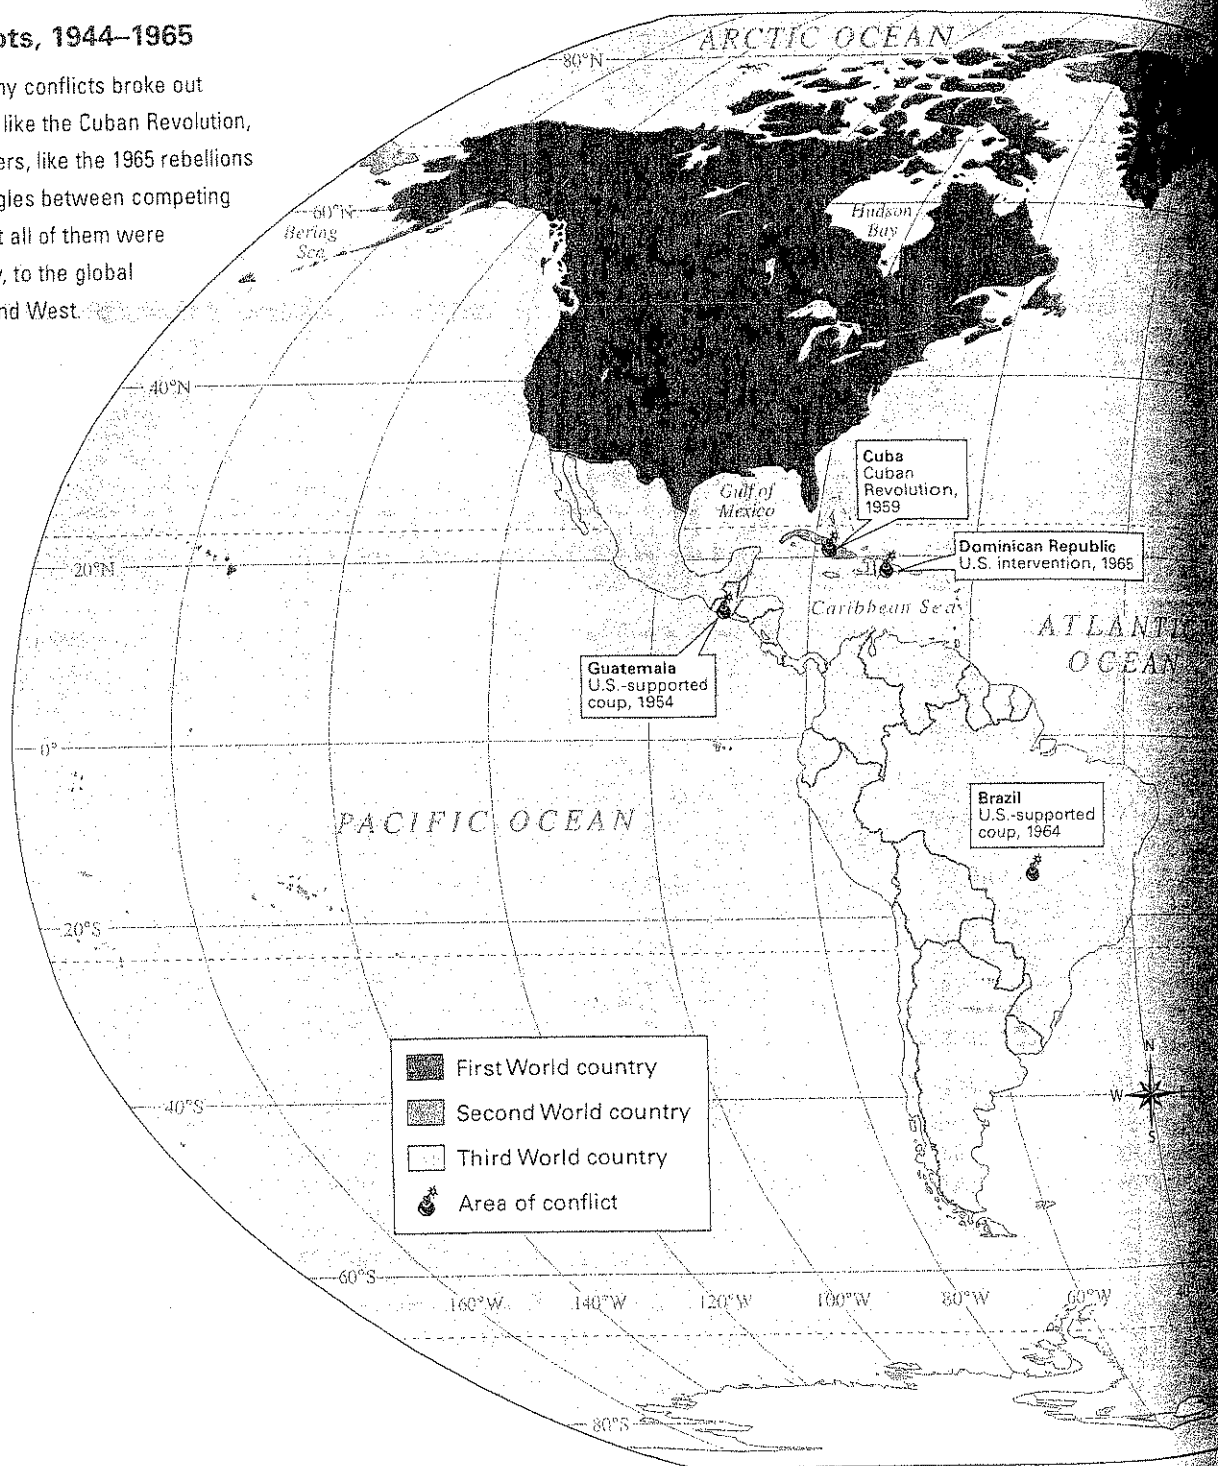 ots, 1944–1965
ny conflicts broke out
like the Cuban Revolution,
ers, like the 1965 rebellions
gles between competing
t all of them were
, to the global
nd West.
ARCTIC OCEAN
80°N
60°N
Bering
Sea
Hudson
Bay
40°N
Cuba
Cuban
Revolution,
1959
Gulf of
Mexico
Dominican Republic
U.S. intervention, 1965
20°N
Caribbean Sea
ATLANTIC
OCEAN
Guatemala
U.S.-supported
coup, 1954
0°
PACIFIC OCEAN
Brazil
U.S.-supported
coup, 1964
20°S
First World country
Second World country
Third World country
Area of conflict
N
W
S
40°S
60°S
160°W
140°W
120°W
100°W
80°W
60°W
80°S